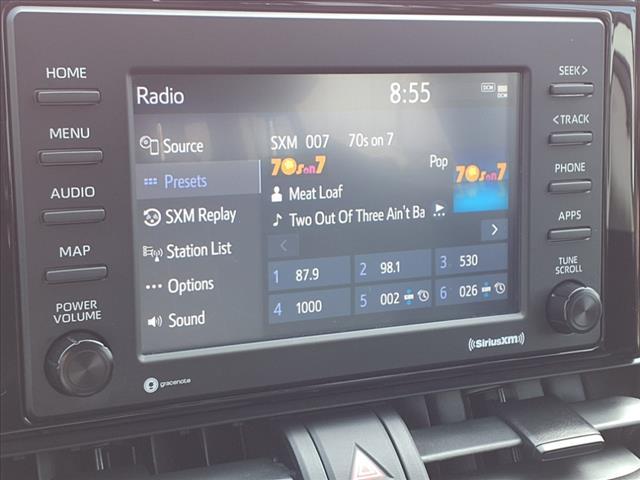 HOME
MENU
AUDIO
MAP
POWER
VOLUME
Radio
8:55
DCM
DCM
Source
Presets
SXM Replay
Station List
Options
Sound
SXM 007 70s on 7
70s on 7
Pop
70s on 7
Meat Loaf
Two Out Of Three Ain't Ba
1 87.9
2 98.1
3 530
4 1000
5 002
6 026
SEEK >
< TRACK
PHONE
APPS
TUNE
SCROLL
gracenote
SiriusXM